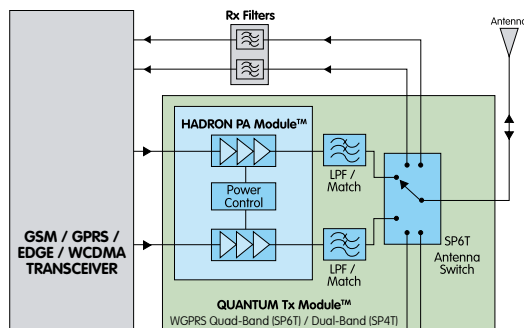 Rx Filters
Antenna
HADRON PA Module™
Power
Control
LPF /
Match
LPF /
Match
SP6T
Antenna
Switch
GSM / GPRS /
EDGE / WCDMA
TRANSCEIVER
QUANTUM Tx Module™
WGPRS Quad-Band (SP6T) / Dual-Band (SP4T)